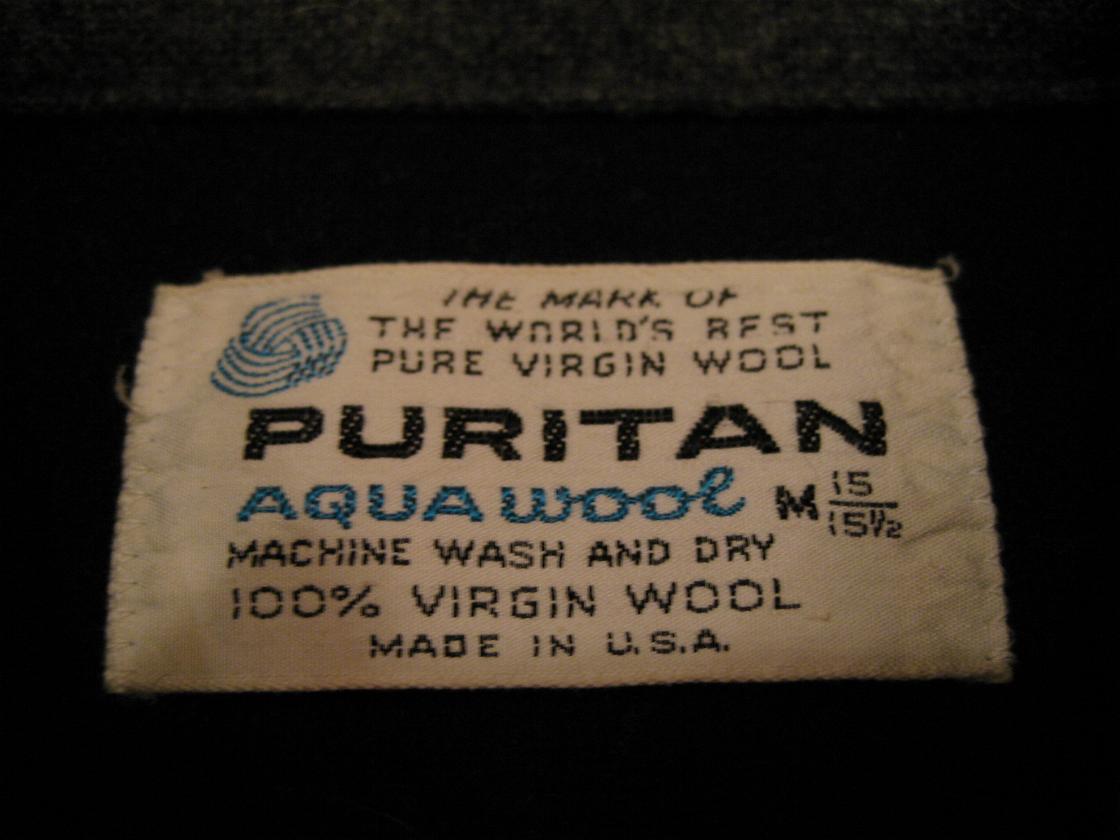 THE MARK OF
THE WORLD'S BEST
PURE VIRGIN WOOL
PURITAN
AQUA wool M 15/15½
MACHINE WASH AND DRY
100% VIRGIN WOOL
MADE IN U.S.A.